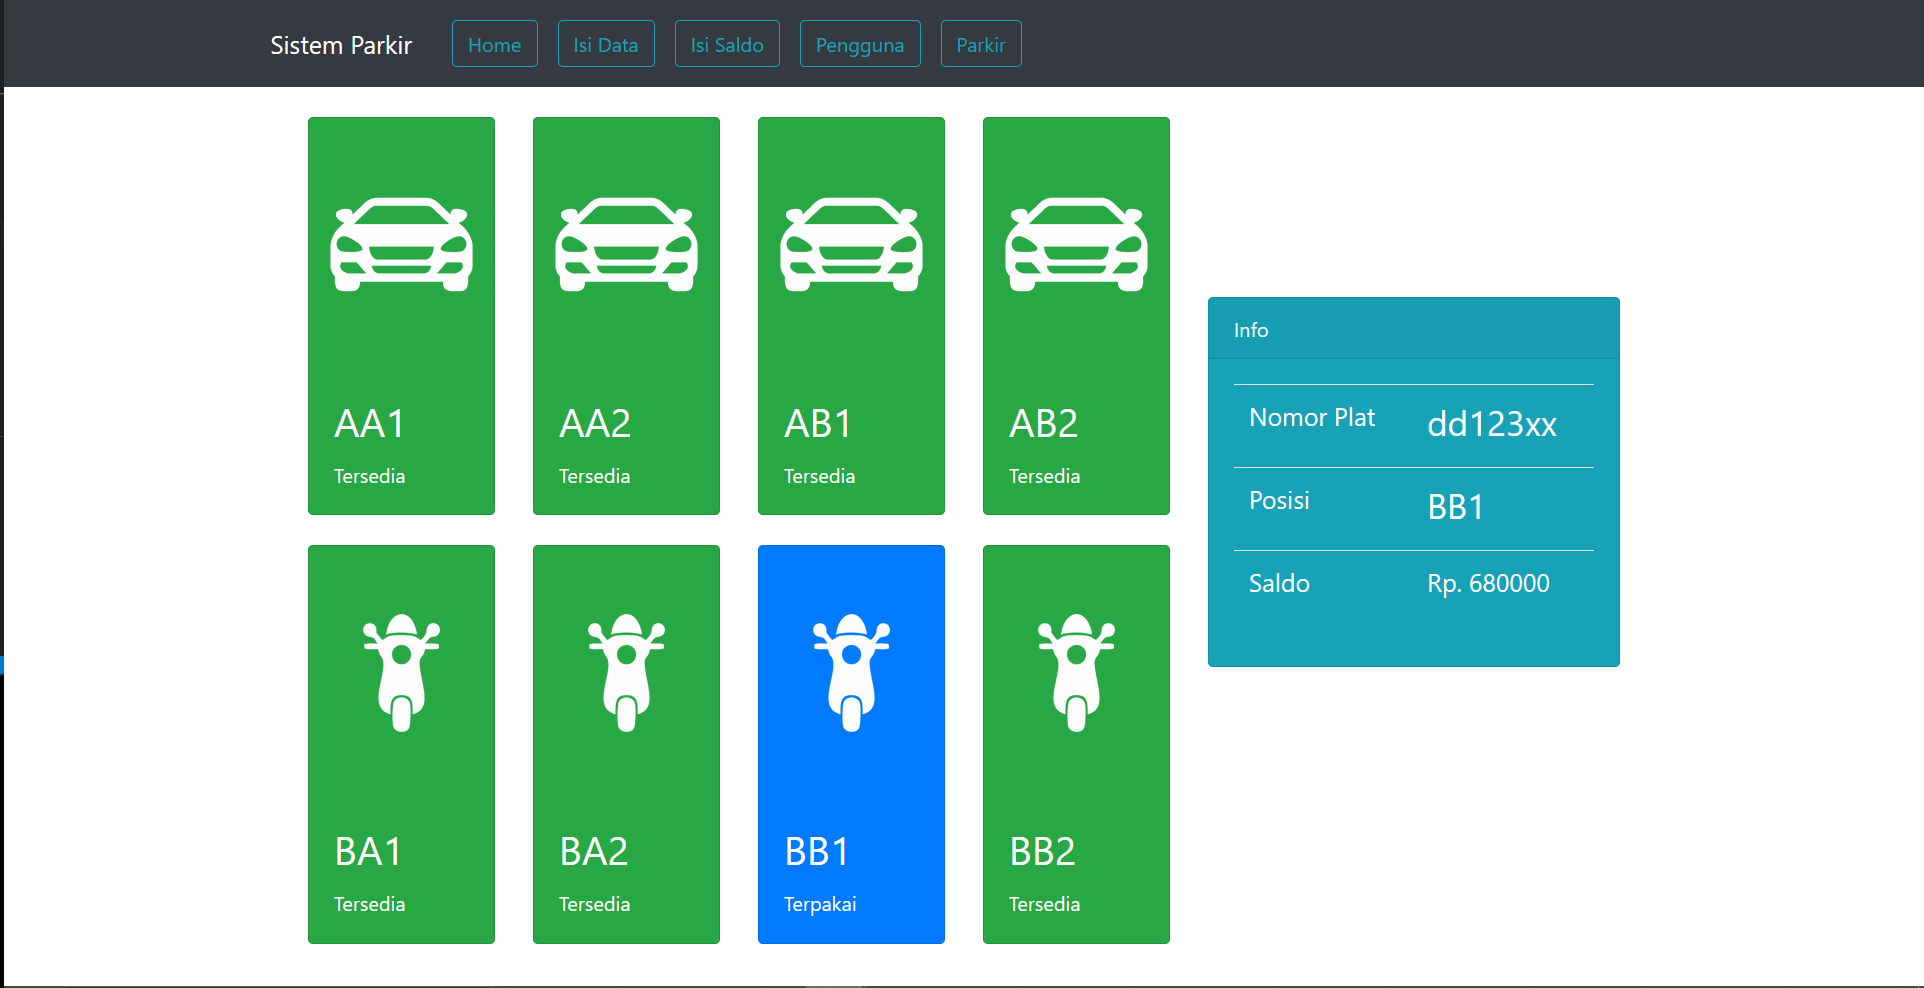 Sistem Parkir
Home
Isi Data
Isi Saldo
Pengguna
Parkir
AA1
Tersedia
AA2
Tersedia
AB1
Tersedia
AB2
Tersedia
BA1
Tersedia
BA2
Tersedia
BB1
Terpakai
BB2
Tersedia
Info
Nomor Plat dd123xx
Posisi BB1
Saldo Rp. 680000